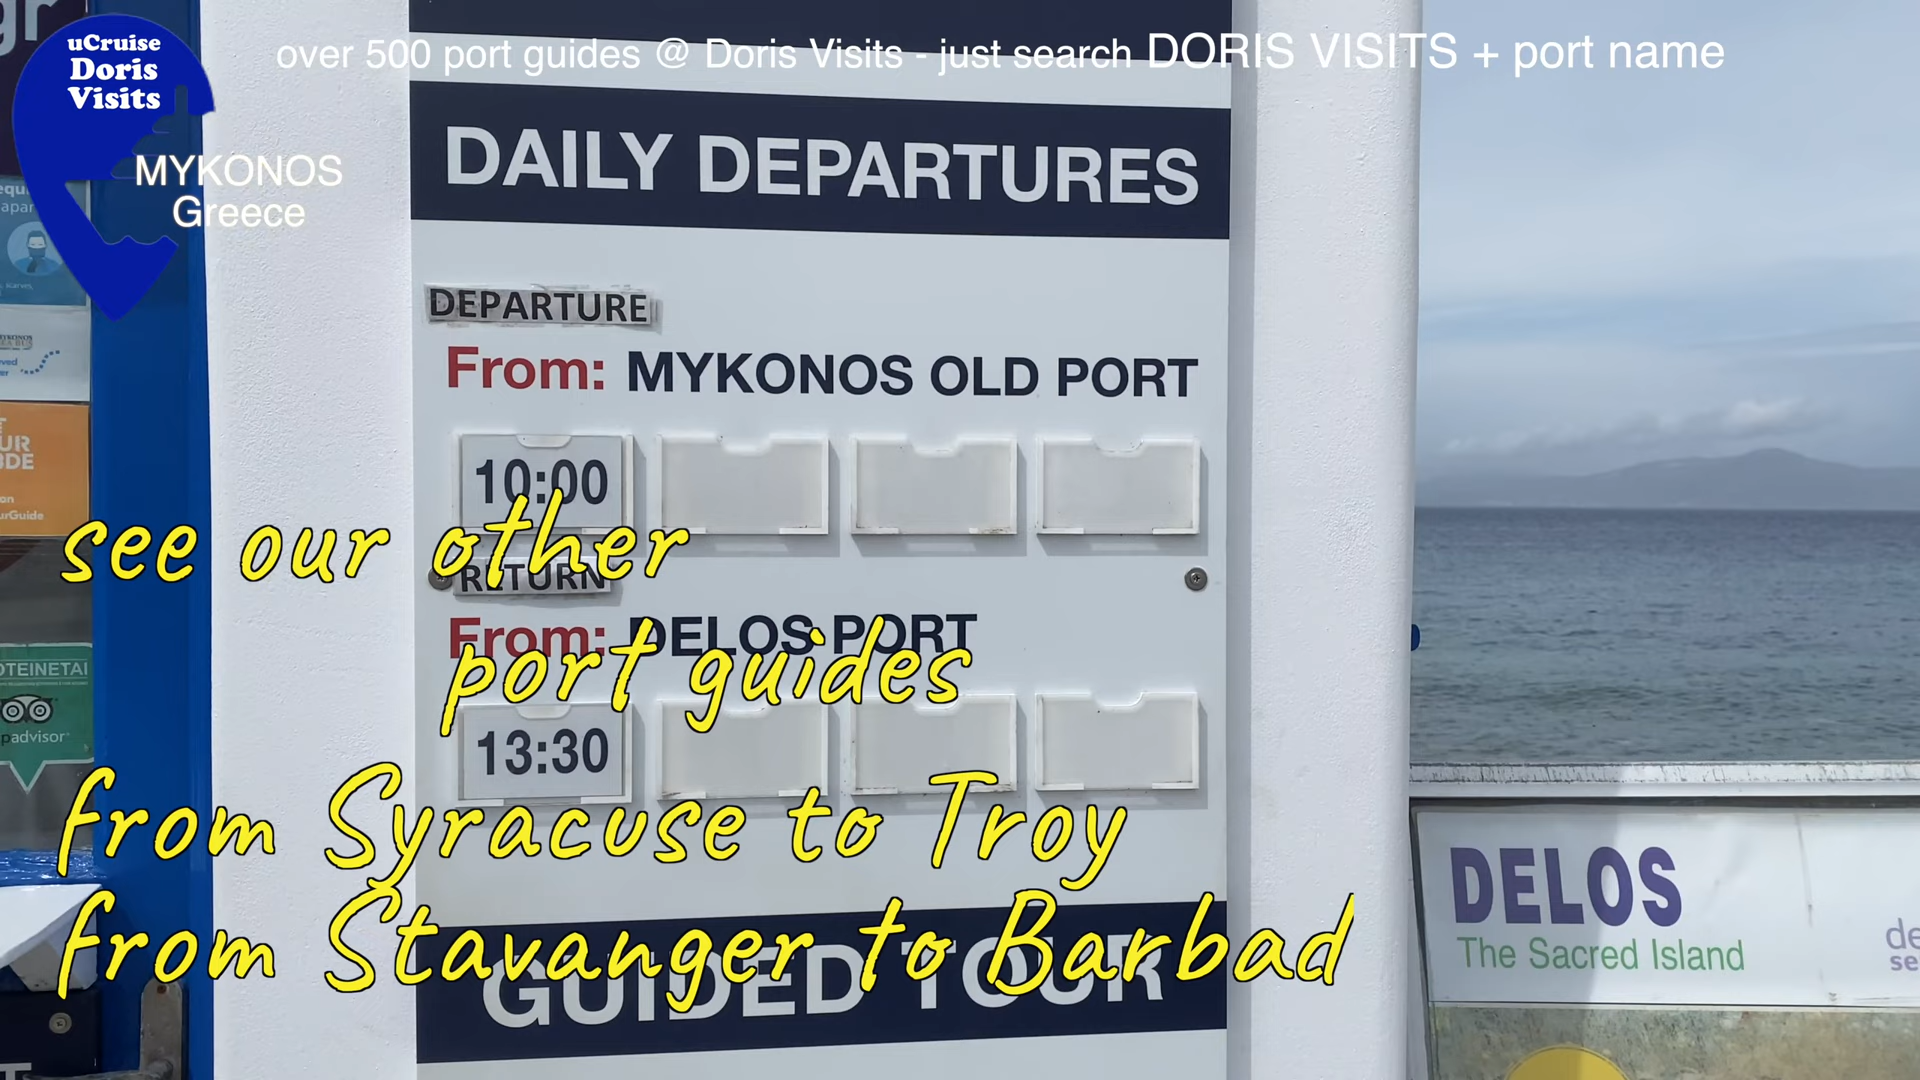 uCruise
Doris
Visits
over 500 port guides @ Doris Visits - just search DORIS VISITS + port name
MYKONOS
Greece
DAILY DEPARTURES
DEPARTURE
From: MYKONOS OLD PORT
10:00
see our other
RETURN
From: DELOS PORT
port guides
13:30
from Syracuse to Troy
from Stavanger to Barbad
GUIDED TOUR
DELOS
The Sacred Island